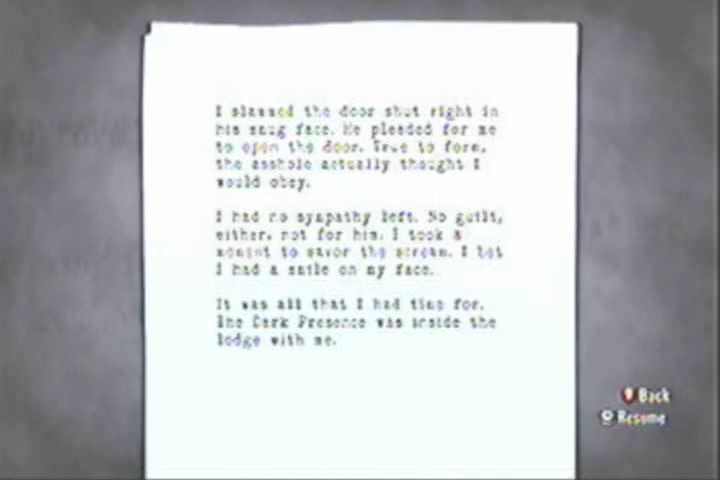 I slammed the door shut right in
his smug face. He pleaded for me
to open the door. True to form,
the asshole actually thought I
would obey.
I had no sympathy left. No guilt,
either, not for him. I took a
moment to savor the scream. I bet
I had a smile on my face.
It was all that I had time for.
The Dark Presence was inside the
lodge with me.
Back
Resume